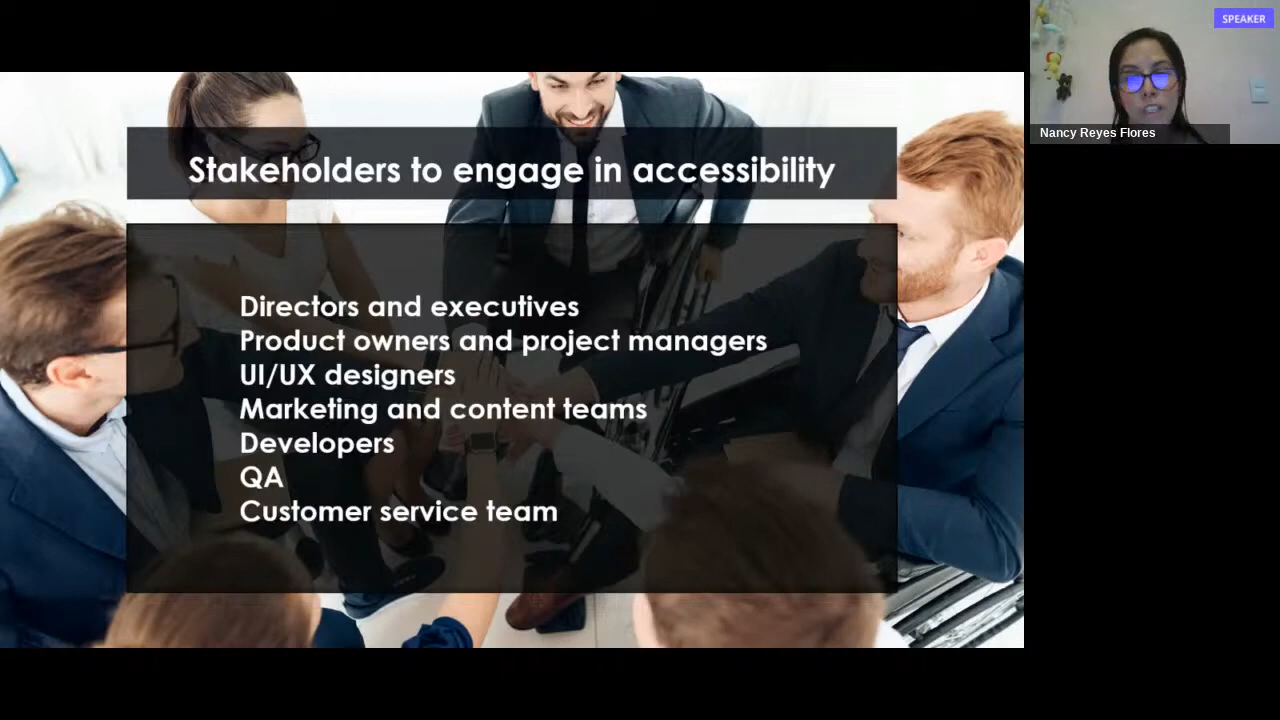 Stakeholders to engage in accessibility
Directors and executives
Product owners and project managers
UI/UX designers
Marketing and content teams
Developers
QA
Customer service team
SPEAKER
Nancy Reyes Flores